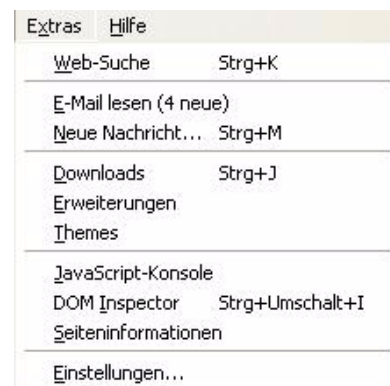 Extras Hilfe
Web-Suche Strg+K
E-Mail lesen (4 neue)
Neue Nachricht... Strg+M
Downloads Strg+J
Erweiterungen
Themes
JavaScript-Konsole
DOM Inspector Strg+Umschalt+I
Seiteninformationen
Einstellungen...